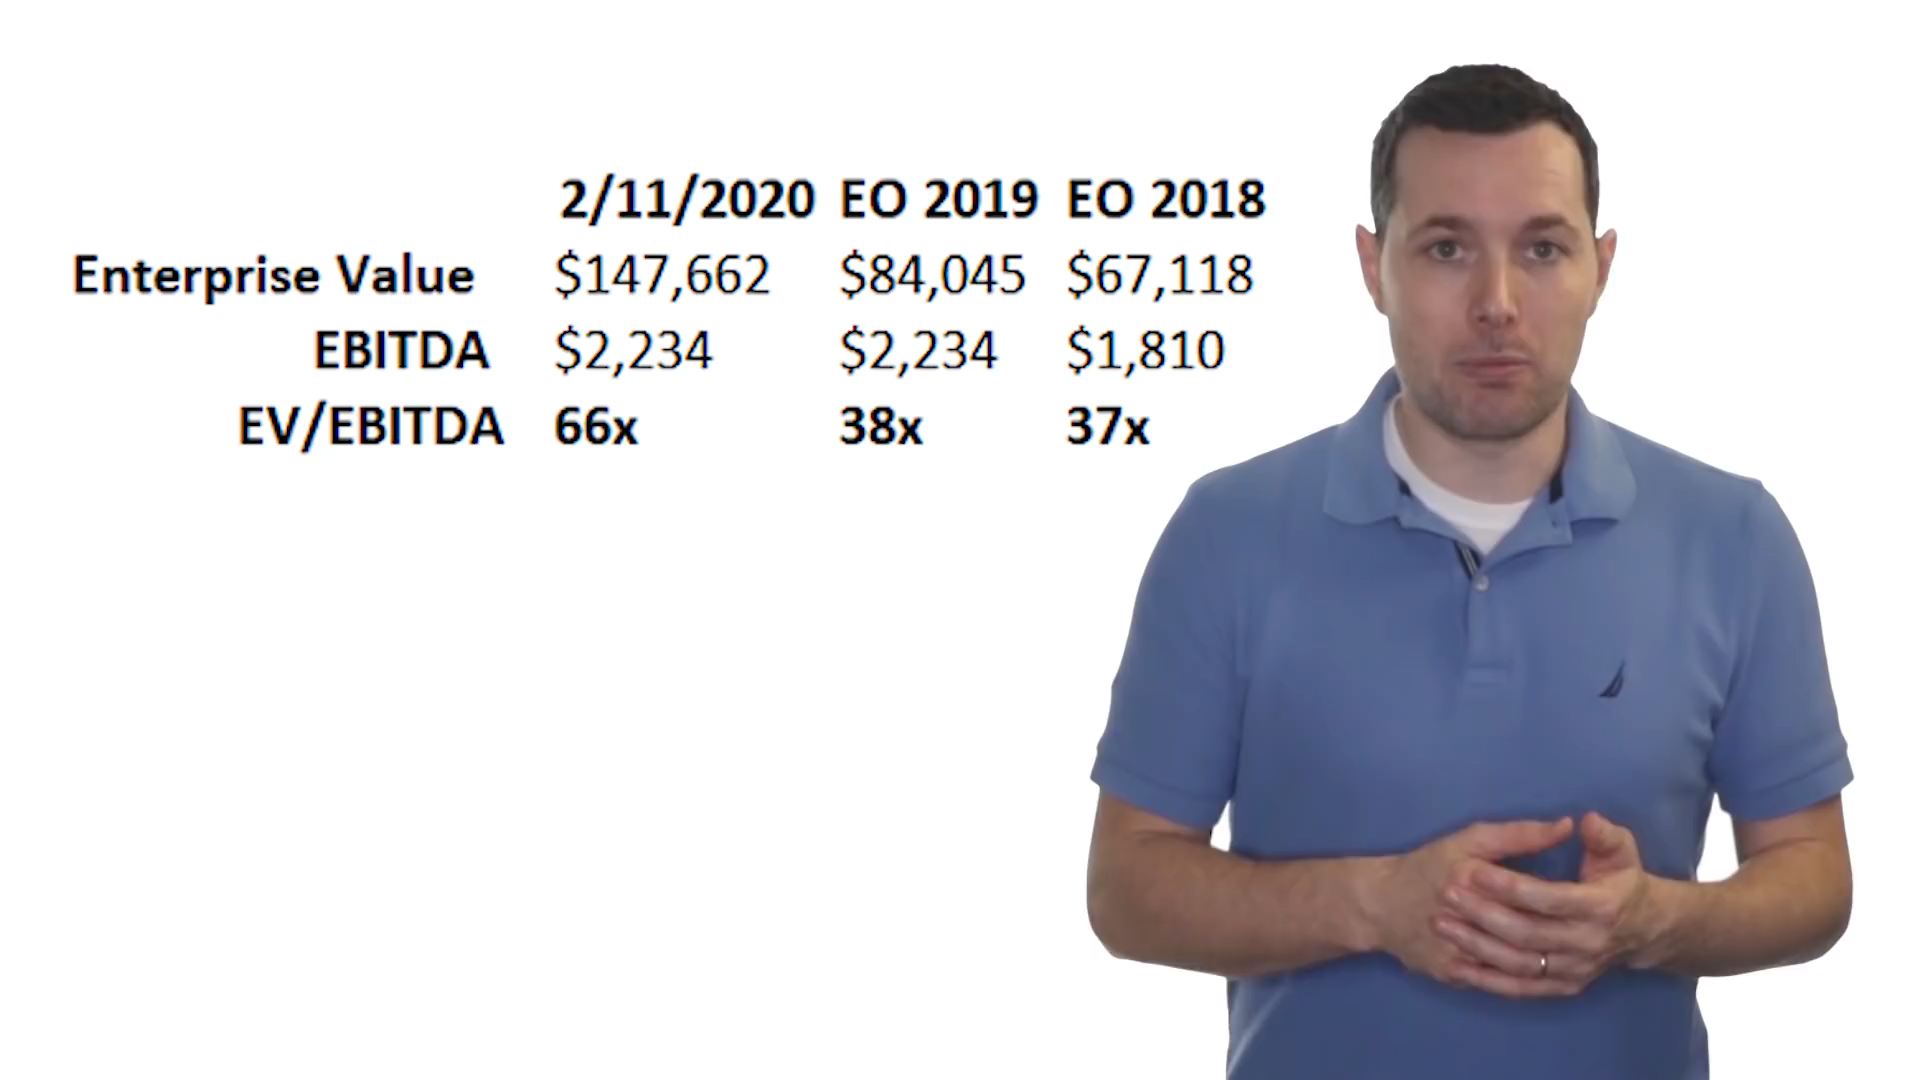 2/11/2020 EO 2019 EO 2018
Enterprise Value $147,662 $84,045 $67,118
EBITDA $2,234 $2,234 $1,810
EV/EBITDA 66x 38x 37x